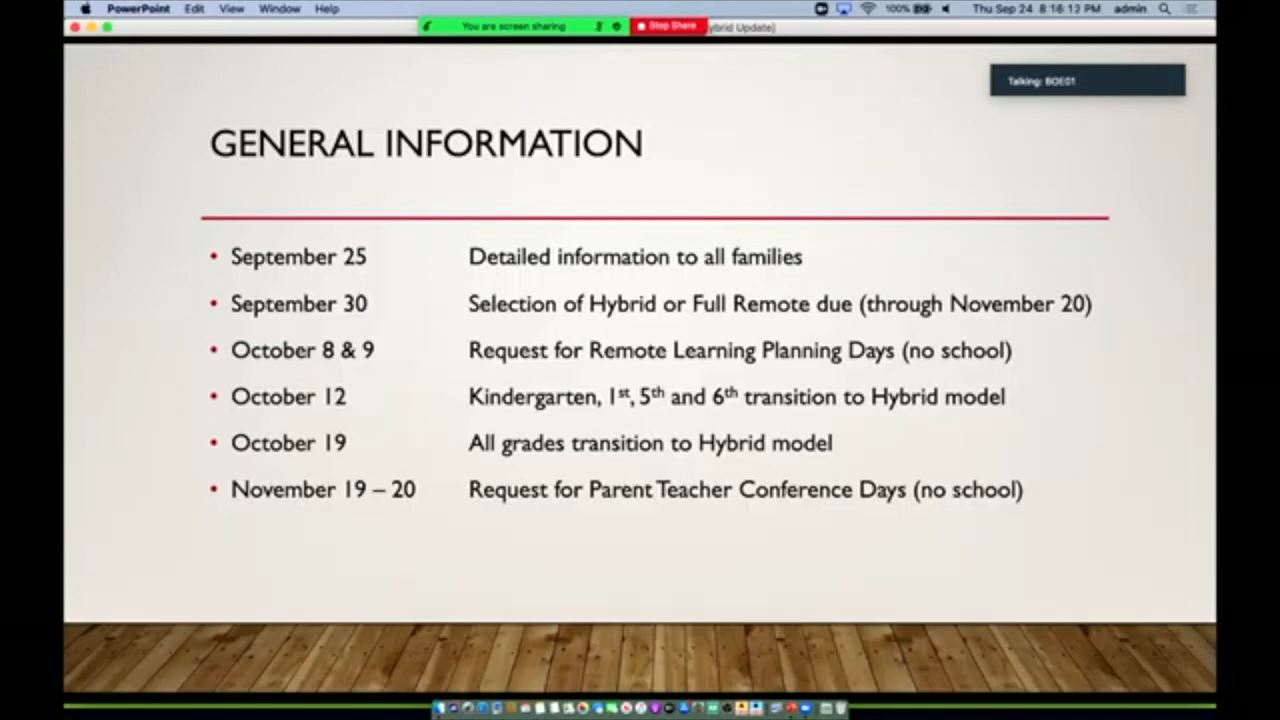 PowerPoint Edit View Window Help 100% Thu Sep 24 8:16:12 PM admin
You are screen sharing Stop Share ybrid Update]
Talking: BOE01
GENERAL INFORMATION
• September 25 Detailed information to all families
• September 30 Selection of Hybrid or Full Remote due (through November 20)
• October 8 & 9 Request for Remote Learning Planning Days (no school)
• October 12 Kindergarten, 1st, 5th and 6th transition to Hybrid model
• October 19 All grades transition to Hybrid model
• November 19 – 20 Request for Parent Teacher Conference Days (no school)